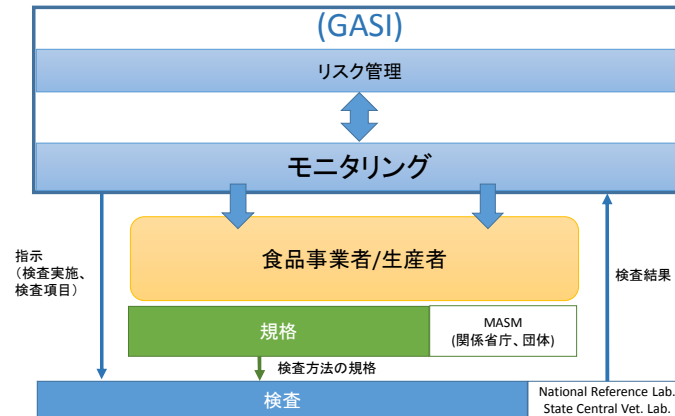 (GASI)
リスク管理
モニタリング
食品事業者/生産者
指示
（検査実施、
検査項目）
検査結果
規格
MASM
(関係省庁、団体)
検査方法の規格
検査
National Reference Lab.
State Central Vet. Lab.